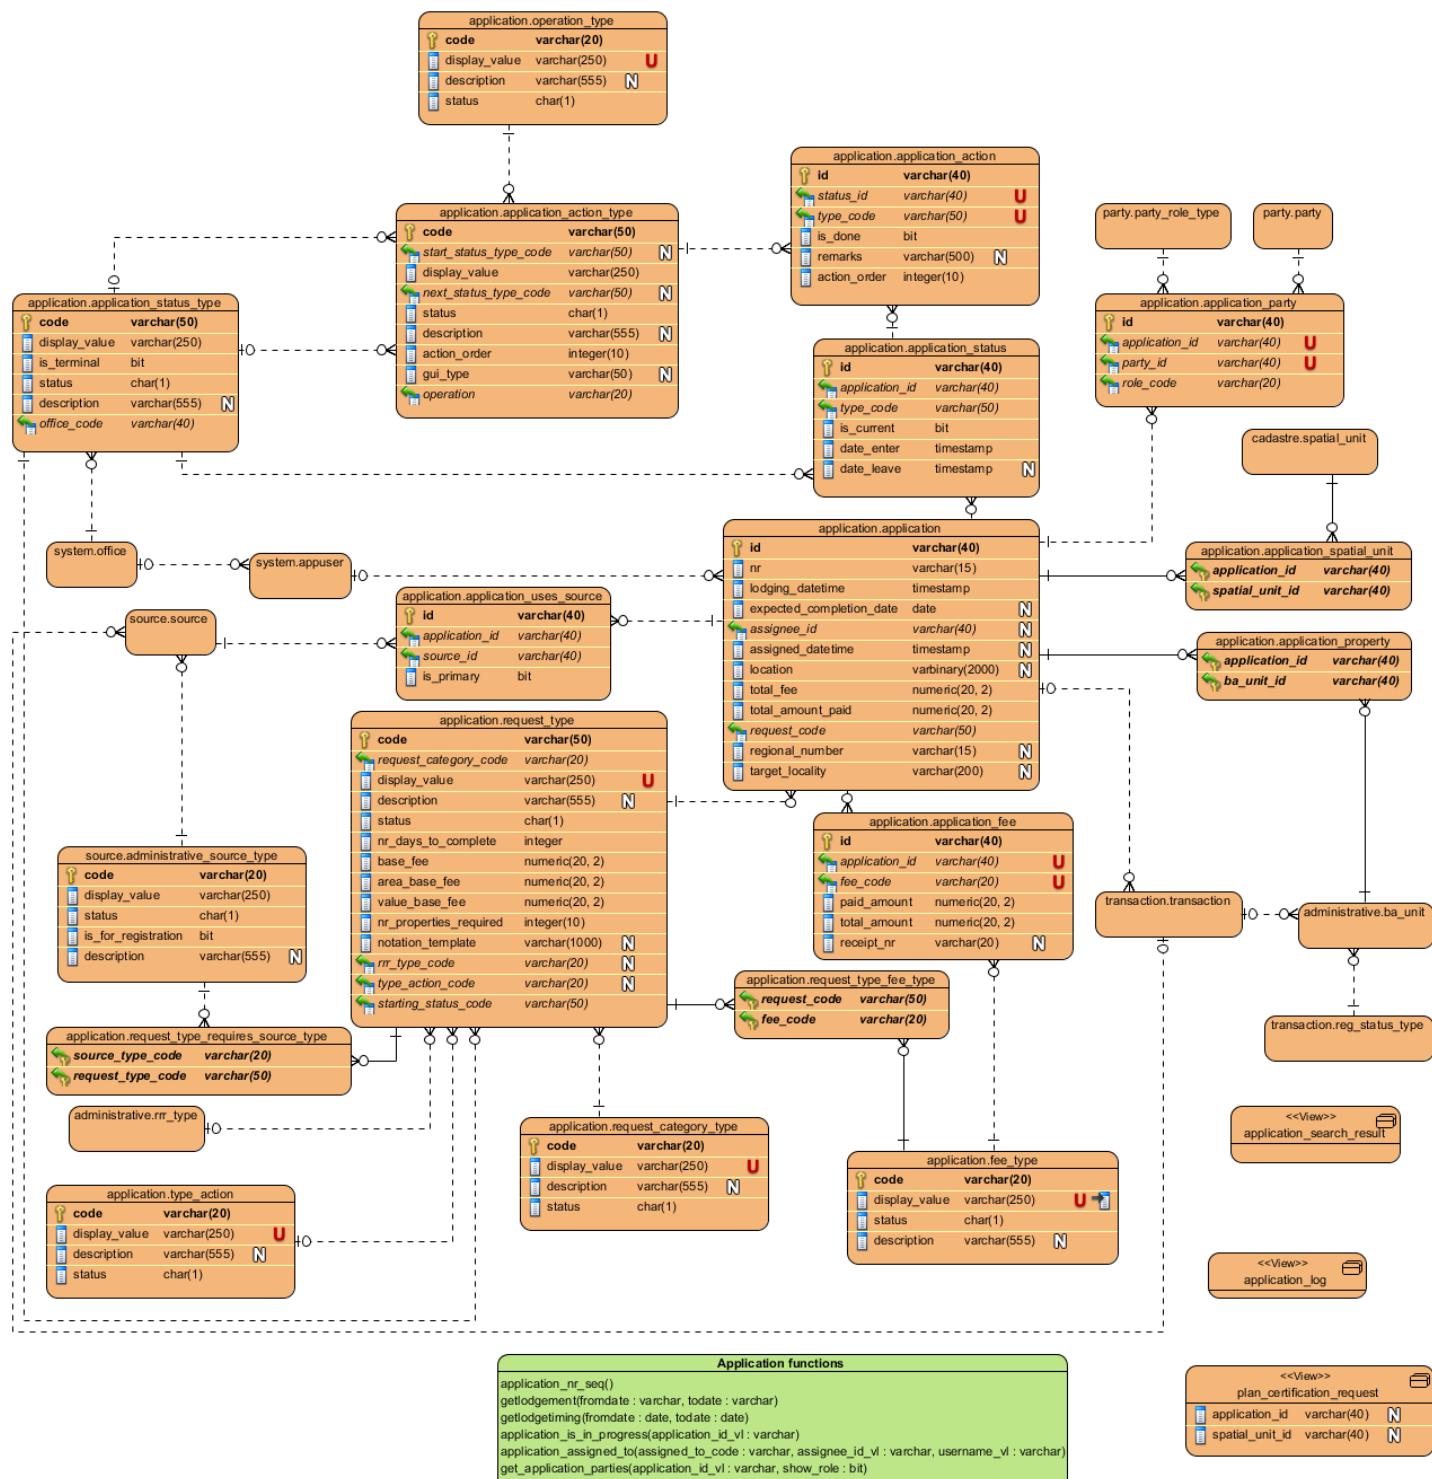 application.operation_type
code varchar(20)
display_value varchar(250) U
description varchar(555) N
status char(1)
application.application_action
id varchar(40)
status_id varchar(40) U
type_code varchar(50) U
is_done bit
remarks varchar(500) N
action_order integer(10)
application.application_action_type
code varchar(50)
start_status_type_code varchar(50) N
display_value varchar(250)
next_status_type_code varchar(50) N
status char(1)
description varchar(555) N
action_order integer(10)
gui_type varchar(50) N
operation varchar(20)
party.party_role_type
party.party
application.application_status_type
code varchar(50)
display_value varchar(250)
is_terminal bit
status char(1)
description varchar(555) N
office_code varchar(40)
application.application_party
id varchar(40)
application_id varchar(40) U
party_id varchar(40) U
role_code varchar(20)
application.application_status
id varchar(40)
application_id varchar(40)
type_code varchar(50)
is_current bit
date_enter timestamp
date_leave timestamp N
cadastre.spatial_unit
system.office
system.appuser
application.application
id varchar(40)
nr varchar(15)
lodging_datetime timestamp
expected_completion_date date N
assignee_id varchar(40) N
assigned_datetime timestamp N
location varbinary(2000) N
total_fee numeric(20, 2)
total_amount_paid numeric(20, 2)
request_code varchar(50)
regional_number varchar(15) N
target_locality varchar(200) N
application.application_spatial_unit
application_id varchar(40)
spatial_unit_id varchar(40)
application.application_uses_source
id varchar(40)
application_id varchar(40)
source_id varchar(40)
is_primary bit
source.source
application.application_property
application_id varchar(40)
ba_unit_id varchar(40)
application.request_type
code varchar(50)
request_category_code varchar(20)
display_value varchar(250) U
description varchar(555) N
status char(1)
nr_days_to_complete integer
base_fee numeric(20, 2)
area_base_fee numeric(20, 2)
value_base_fee numeric(20, 2)
nr_properties_required integer(10)
notation_template varchar(1000) N
rrr_type_code varchar(20) N
type_action_code varchar(20) N
starting_status_code varchar(50)
application.application_fee
id varchar(40)
application_id varchar(40) U
fee_code varchar(20) U
paid_amount numeric(20, 2)
total_amount numeric(20, 2)
receipt_nr varchar(20) N
source.administrative_source_type
code varchar(20)
display_value varchar(250)
status char(1)
is_for_registration bit
description varchar(555) N
transaction.transaction
administrative.ba_unit
application.request_type_fee_type
request_code varchar(50)
fee_code varchar(20)
transaction.reg_status_type
application.request_type_requires_source_type
source_type_code varchar(20)
request_type_code varchar(50)
administrative.rrr_type
application.request_category_type
code varchar(20)
display_value varchar(250) U
description varchar(555) N
status char(1)
<<View>>
application_search_result
application.fee_type
code varchar(20)
display_value varchar(250) U
status char(1)
description varchar(555) N
application.type_action
code varchar(20)
display_value varchar(250) U
description varchar(555) N
status char(1)
<<View>>
application_log
Application functions
application_nr_seq()
getlodgement(fromdate : varchar, todate : varchar)
getlodgetiming(fromdate : date, todate : date)
application_is_in_progress(application_id_vl : varchar)
application_assigned_to(assigned_to_code : varchar, assignee_id_vl : varchar, username_vl : varchar)
get_application_parties(application_id_vl : varchar, show_role : bit)
<<View>>
plan_certification_request
application_id varchar(40) N
spatial_unit_id varchar(40) N